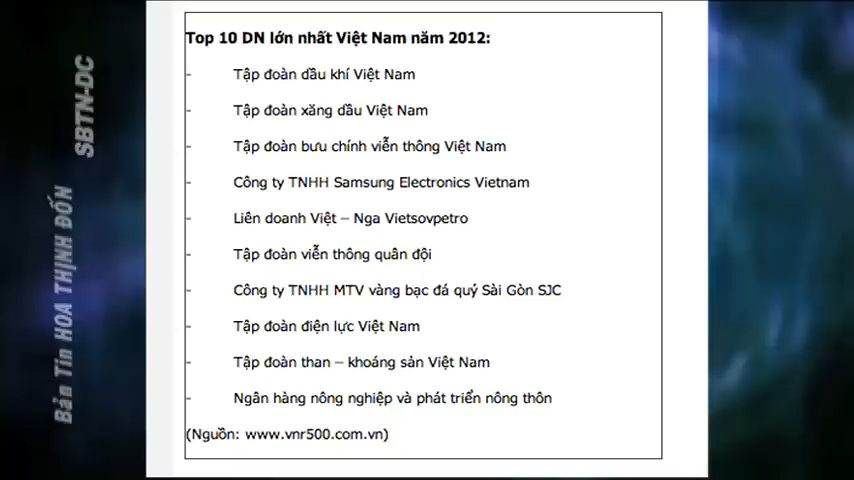 Top 10 DN lớn nhất Việt Nam năm 2012:
- Tập đoàn dầu khí Việt Nam
- Tập đoàn xăng dầu Việt Nam
- Tập đoàn bưu chính viễn thông Việt Nam
- Công ty TNHH Samsung Electronics Vietnam
- Liên doanh Việt – Nga Vietsovpetro
- Tập đoàn viễn thông quân đội
- Công ty TNHH MTV vàng bạc đá quý Sài Gòn SJC
- Tập đoàn điện lực Việt Nam
- Tập đoàn than – khoáng sản Việt Nam
- Ngân hàng nông nghiệp và phát triển nông thôn
(Nguồn: www.vnr500.com.vn)
Bản Tin HOA THỊNH ĐỐN
SBTN-DC